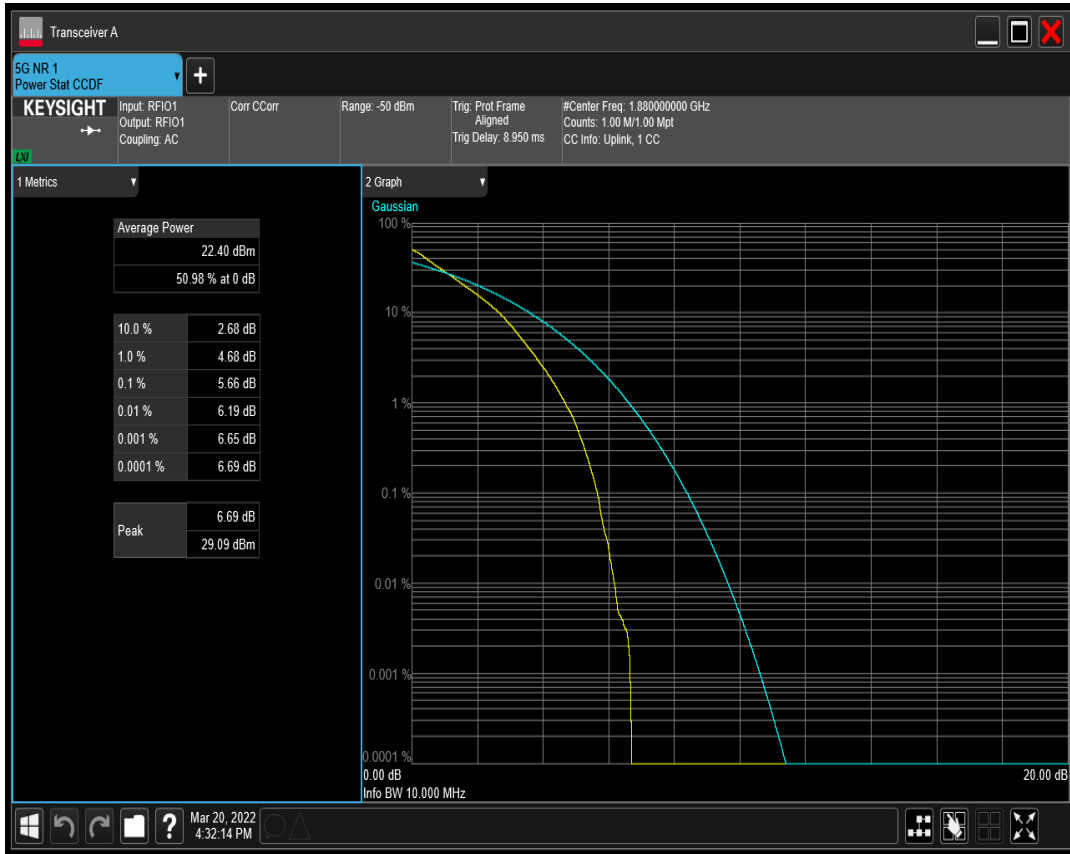 Transceiver A
5G NR 1
Power Stat CCDF
+
KEYSIGHT
LXI
Input: RFIO1
Output: RFIO1
Coupling: AC
Corr CCorr
Range: -50 dBm
Trig: Prot Frame
Aligned
Trig Delay: 8.950 ms
#Center Freq: 1.880000000 GHz
Counts: 1.00 M/1.00 Mpt
CC Info: Uplink, 1 CC
1 Metrics
Average Power
22.40 dBm
50.98 % at 0 dB
10.0 % 2.68 dB
1.0 % 4.68 dB
0.1 % 5.66 dB
0.01 % 6.19 dB
0.001 % 6.65 dB
0.0001 % 6.69 dB
Peak
6.69 dB
29.09 dBm
2 Graph
Gaussian
100 %
10 %
1 %
0.1 %
0.01 %
0.001 %
0.0001 %
0.00 dB 20.00 dB
Info BW 10.000 MHz
?
Mar 20, 2022
4:32:14 PM